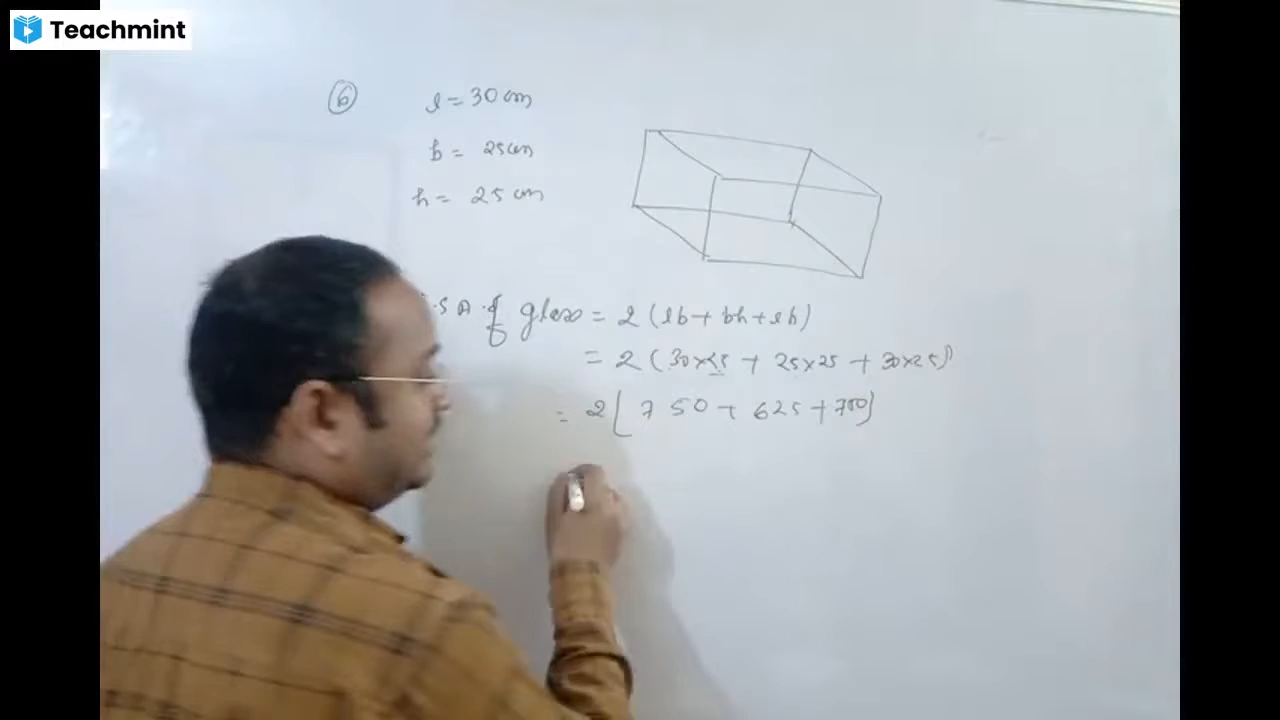 Teachmint
6 l = 30 cm
b = 25 cm
h = 25 cm
.S A of glass = 2 (lb + bh + lh)
= 2 (30×25 + 25×25 + 30×25)
= 2 [ 750 + 625 + 750)